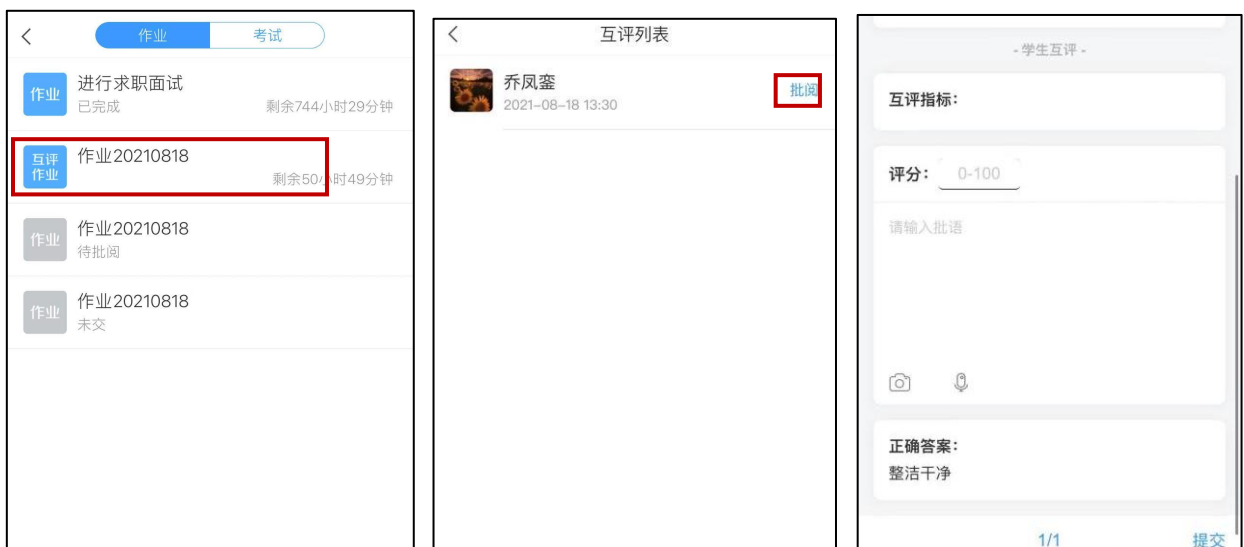 作业
考试
作业
进行求职面试
已完成
剩余744小时29分钟
互评
作业
作业20210818
剩余50小时49分钟
作业
作业20210818
待批阅
作业
作业20210818
未交
互评列表
乔凤銮
2021-08-18 13:30
批阅
- 学生互评 -
互评指标：
评分： 0-100
请输入批语
正确答案：
整洁干净
1/1
提交